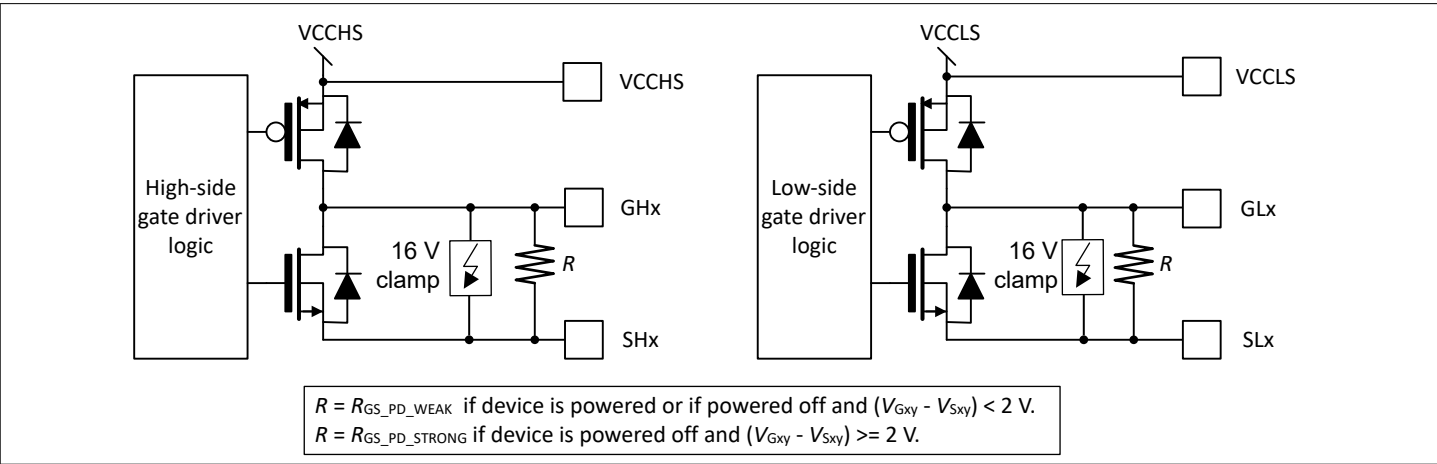 VCCHS
VCCHS
High-side
gate driver
logic
GHx
16 V
clamp
R
SHx
VCCLS
VCCLS
Low-side
gate driver
logic
GLx
16 V
clamp
R
SLx
R = RGS_PD_WEAK if device is powered or if powered off and (VGxy - VSxy) < 2 V.
R = RGS_PD_STRONG if device is powered off and (VGxy - VSxy) >= 2 V.